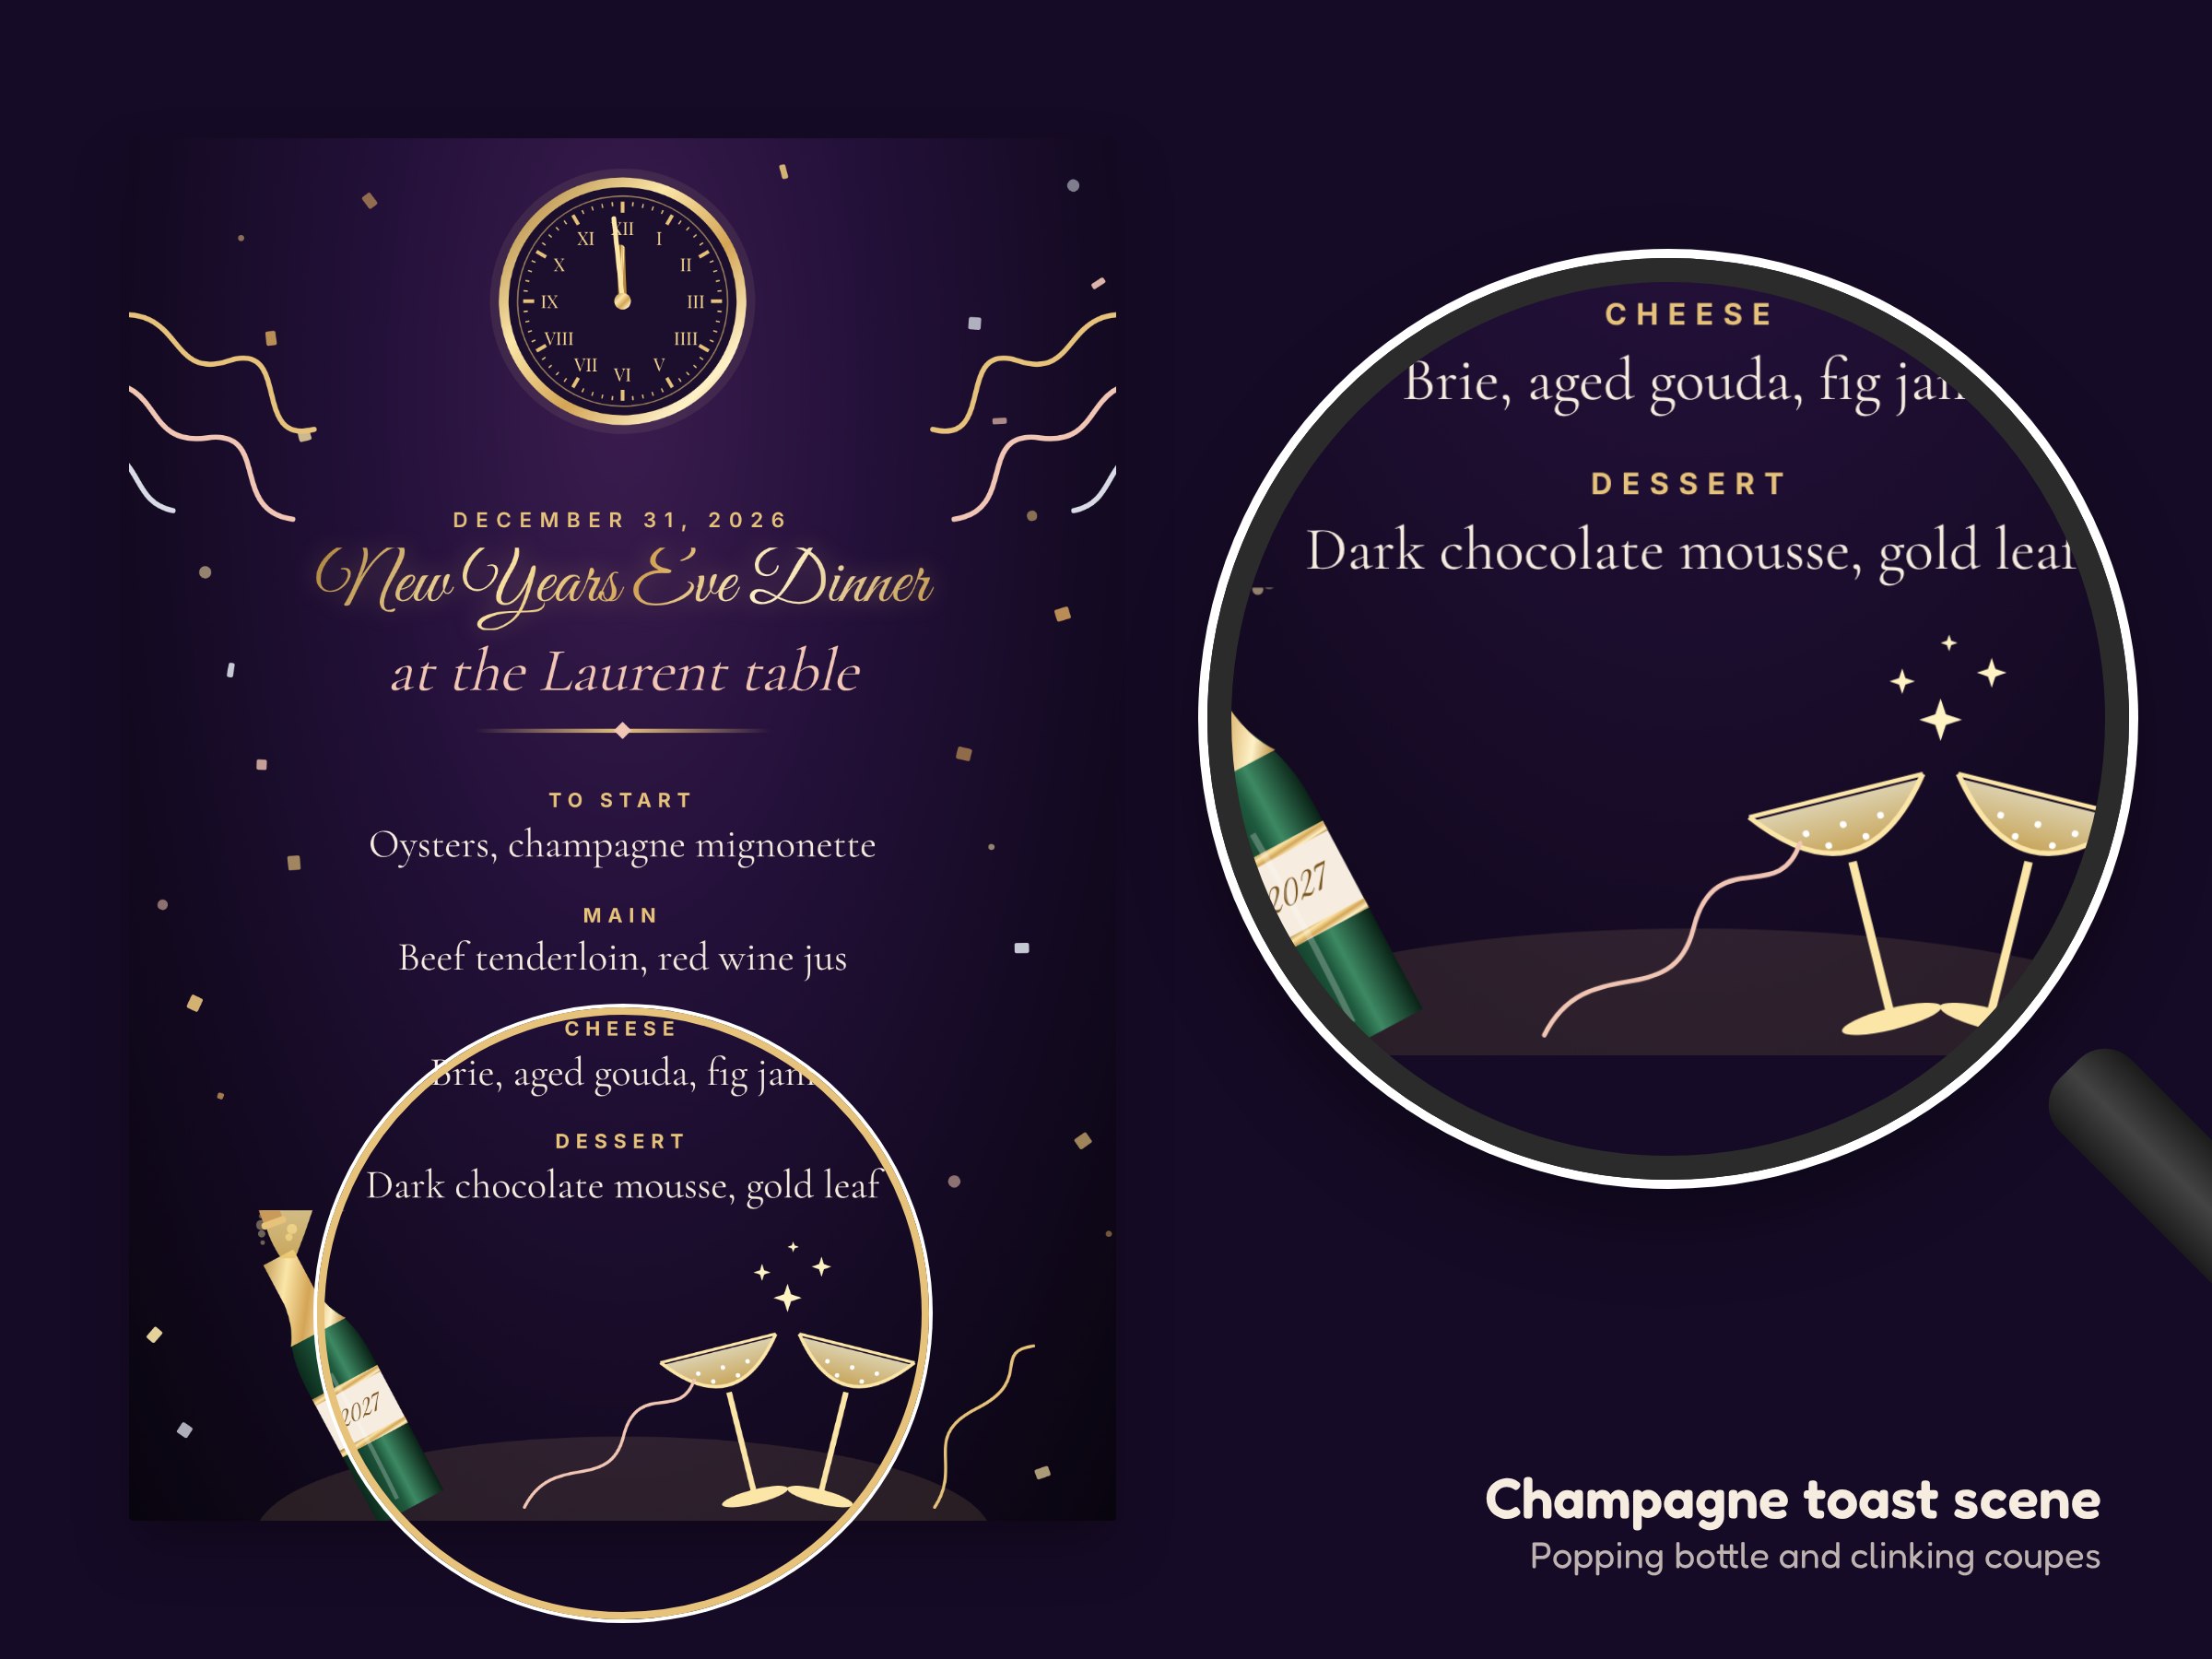 XII
I
II
III
IIII
V
VI
VII
VIII
IX
X
XI
DECEMBER 31, 2026
New Years Eve Dinner
at the Laurent table
TO START
Oysters, champagne mignonette
MAIN
Beef tenderloin, red wine jus
CHEESE
Brie, aged gouda, fig jam
DESSERT
Dark chocolate mousse, gold leaf
2027
CHEESE
Brie, aged gouda, fig jam
DESSERT
Dark chocolate mousse, gold leaf
2027
Champagne toast scene
Popping bottle and clinking coupes